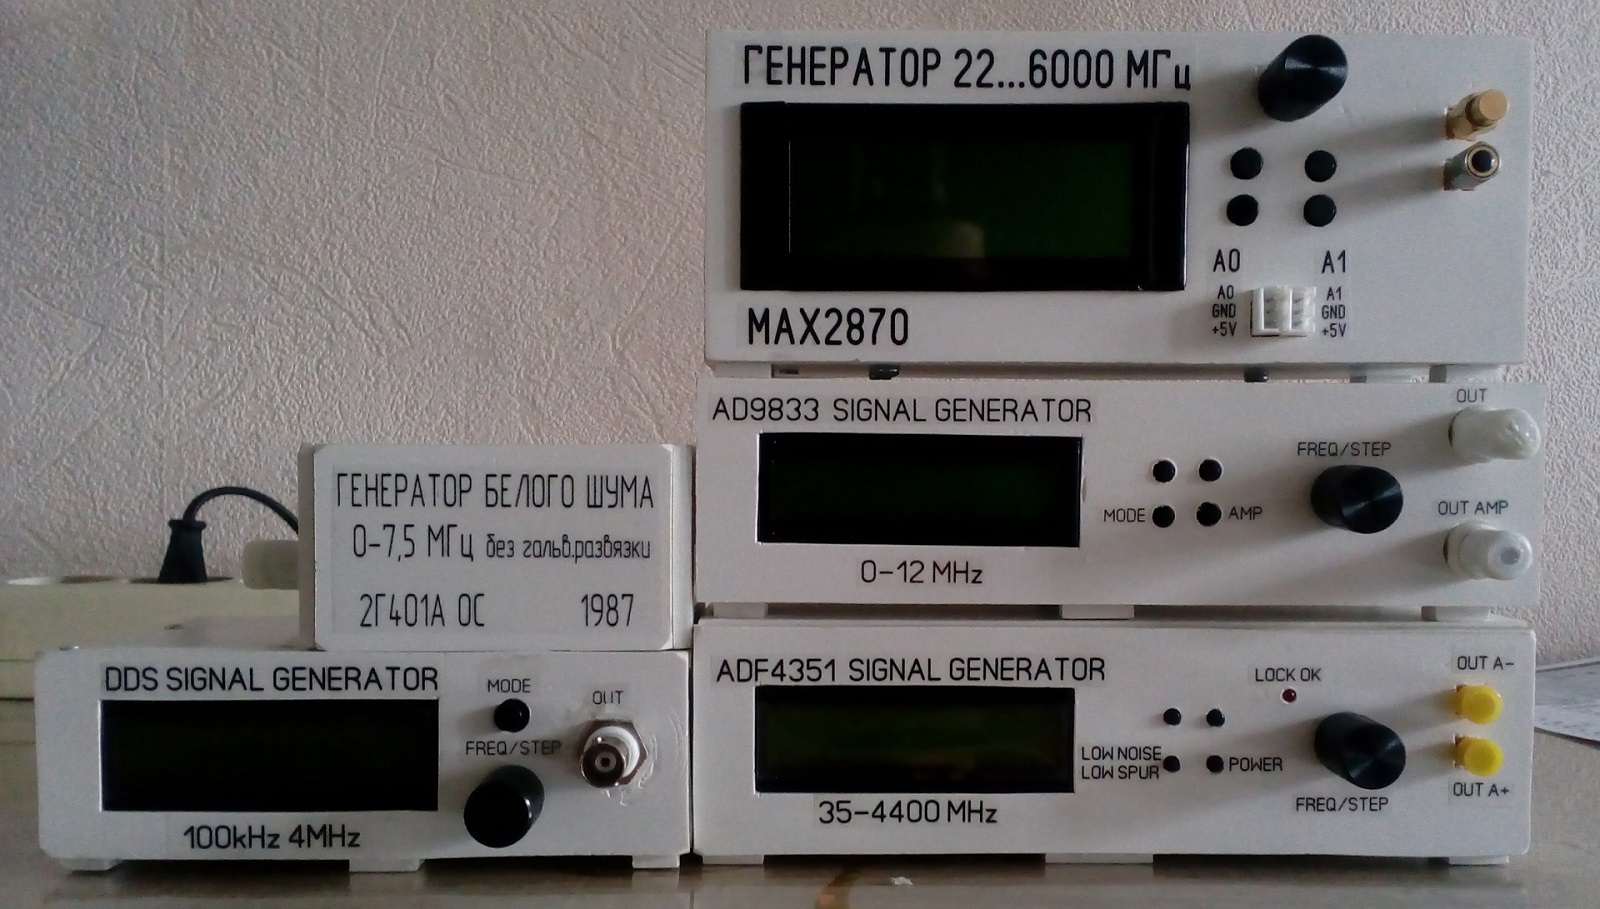 ГЕНЕРАТОР 22...6000 МГц
A0 A1
A0 A1
GND GND
+5V +5V
MAX2870
AD9833 SIGNAL GENERATOR
OUT
FREQ/STEP
MODE AMP
OUT AMP
0-12 MHz
ГЕНЕРАТОР БЕЛОГО ШУМА
0-7,5 МГц без гальв.развязки
2Г401А ОС 1987
DDS SIGNAL GENERATOR
MODE
OUT
FREQ/STEP
100kHz 4MHz
ADF4351 SIGNAL GENERATOR
LOCK OK
OUT A-
LOW NOISE
LOW SPUR
POWER
OUT A+
FREQ/STEP
35-4400 MHz